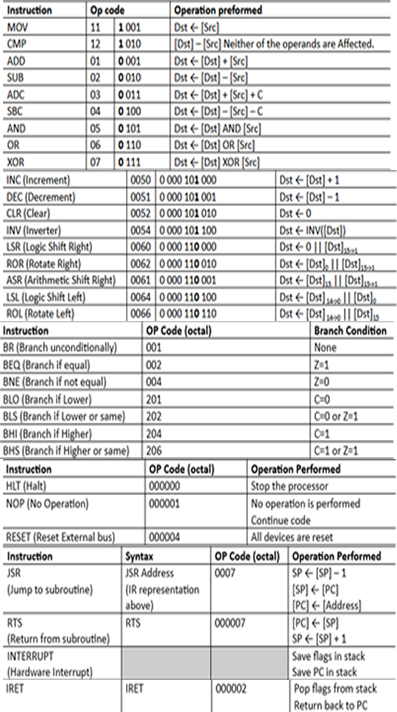 Instruction Op code Operation preformed
MOV 11 1 001 Dst ← [Src]
CMP 12 1 010 [Dst] – [Src] Neither of the operands are Affected.
ADD 01 0 001 Dst ← [Dst] + [Src]
SUB 02 0 010 Dst ← [Dst] – [Src]
ADC 03 0 011 Dst ← [Dst] + [Src] + C
SBC 04 0 100 Dst ← [Dst] – [Src] – C
AND 05 0 101 Dst ← [Dst] AND [Src]
OR 06 0 110 Dst ← [Dst] OR [Src]
XOR 07 0 111 Dst ← [Dst] XOR [Src]
INC (Increment) 0050 0 000 101 000 Dst ← [Dst] + 1
DEC (Decrement) 0051 0 000 101 001 Dst ← [Dst] – 1
CLR (Clear) 0052 0 000 101 010 Dst ← 0
INV (Inverter) 0054 0 000 101 100 Dst ← INV([Dst])
LSR (Logic Shift Right) 0060 0 000 110 000 Dst ← 0 || [Dst]15->1
ROR (Rotate Right) 0062 0 000 110 010 Dst ← [Dst]0 || [Dst]15->1
ASR (Arithmetic Shift Right) 0061 0 000 110 001 Dst ← [Dst]15 || [Dst]15->1
LSL (Logic Shift Left) 0064 0 000 110 100 Dst ← [Dst]14->0 || [Dst]0
ROL (Rotate Left) 0066 0 000 110 110 Dst ← [Dst]14->0 || [Dst]15
Instruction OP Code (octal) Branch Condition
BR (Branch unconditionally) 001 None
BEQ (Branch if equal) 002 Z=1
BNE (Branch if not equal) 004 Z=0
BLO (Branch if Lower) 201 C=0
BLS (Branch if Lower or same) 202 C=0 or Z=1
BHI (Branch if Higher) 204 C=1
BHS (Branch if Higher or same) 206 C=1 or Z=1
Instruction OP Code (octal) Operation Performed
HLT (Halt) 000000 Stop the processor
NOP (No Operation) 000001 No operation is performed
Continue code
RESET (Reset External bus) 000004 All devices are reset
Instruction Syntax OP Code (octal) Operation Performed
JSR JSR Address 0007 SP ← [SP] – 1
(Jump to subroutine) (IR representation [SP] ← [PC]
above) [PC] ← [Address]
RTS RTS 000007 [PC] ← [SP]
(Return from subroutine) SP ← [SP] + 1
INTERRUPT Save flags in stack
(Hardware Interrupt) Save PC in stack
IRET IRET 000002 Pop flags from stack
Return back to PC